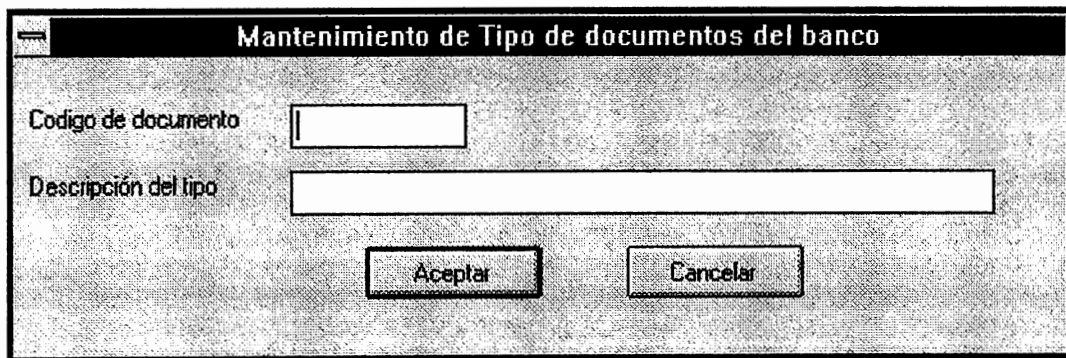 Mantenimiento de Tipo de documentos del banco
Codigo de documento
Descripción del tipo
Aceptar Cancelar